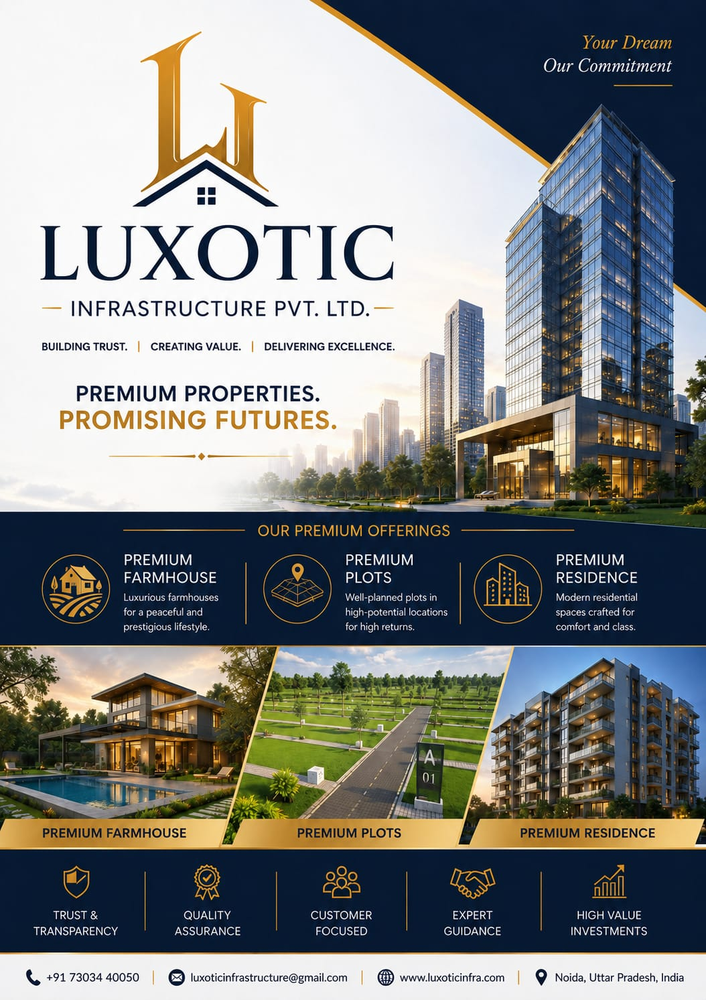 Your Dream
Our Commitment
LUXOTIC
INFRASTRUCTURE PVT. LTD.
BUILDING TRUST. | CREATING VALUE. | DELIVERING EXCELLENCE.
PREMIUM PROPERTIES.
PROMISING FUTURES.
OUR PREMIUM OFFERINGS
PREMIUM
FARMHOUSE
Luxurious farmhouses
for a peaceful and
prestigious lifestyle.
PREMIUM
PLOTS
Well-planned plots in
high-potential locations
for high returns.
PREMIUM
RESIDENCE
Modern residential
spaces crafted for
comfort and class.
A
01
PREMIUM FARMHOUSE
PREMIUM PLOTS
PREMIUM RESIDENCE
TRUST &
TRANSPARENCY
QUALITY
ASSURANCE
CUSTOMER
FOCUSED
EXPERT
GUIDANCE
HIGH VALUE
INVESTMENTS
+91 73034 40050
luxoticinfrastructure@gmail.com
www.luxoticinfra.com
Noida, Uttar Pradesh, India